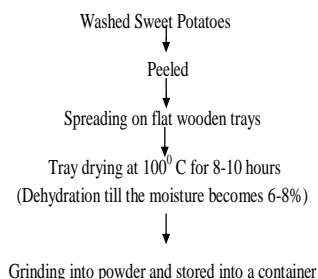 Washed Sweet Potatoes
Peeled
Spreading on flat wooden trays
Tray drying at 100⁰ C for 8-10 hours
(Dehydration till the moisture becomes 6-8%)
Grinding into powder and stored into a container